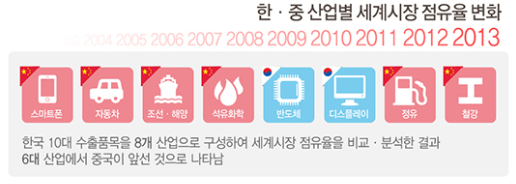 한 · 중 산업별 세계시장 점유율 변화
2004 2005 2006 2007 2008 2009 2010 2011 2012 2013
스마트폰 자동차 조선 · 해양 석유화학 반도체 디스플레이 정유 철강
한국 10대 수출품목을 8개 산업으로 구성하여 세계시장 점유율을 비교 · 분석한 결과
6대 산업에서 중국이 앞선 것으로 나타남